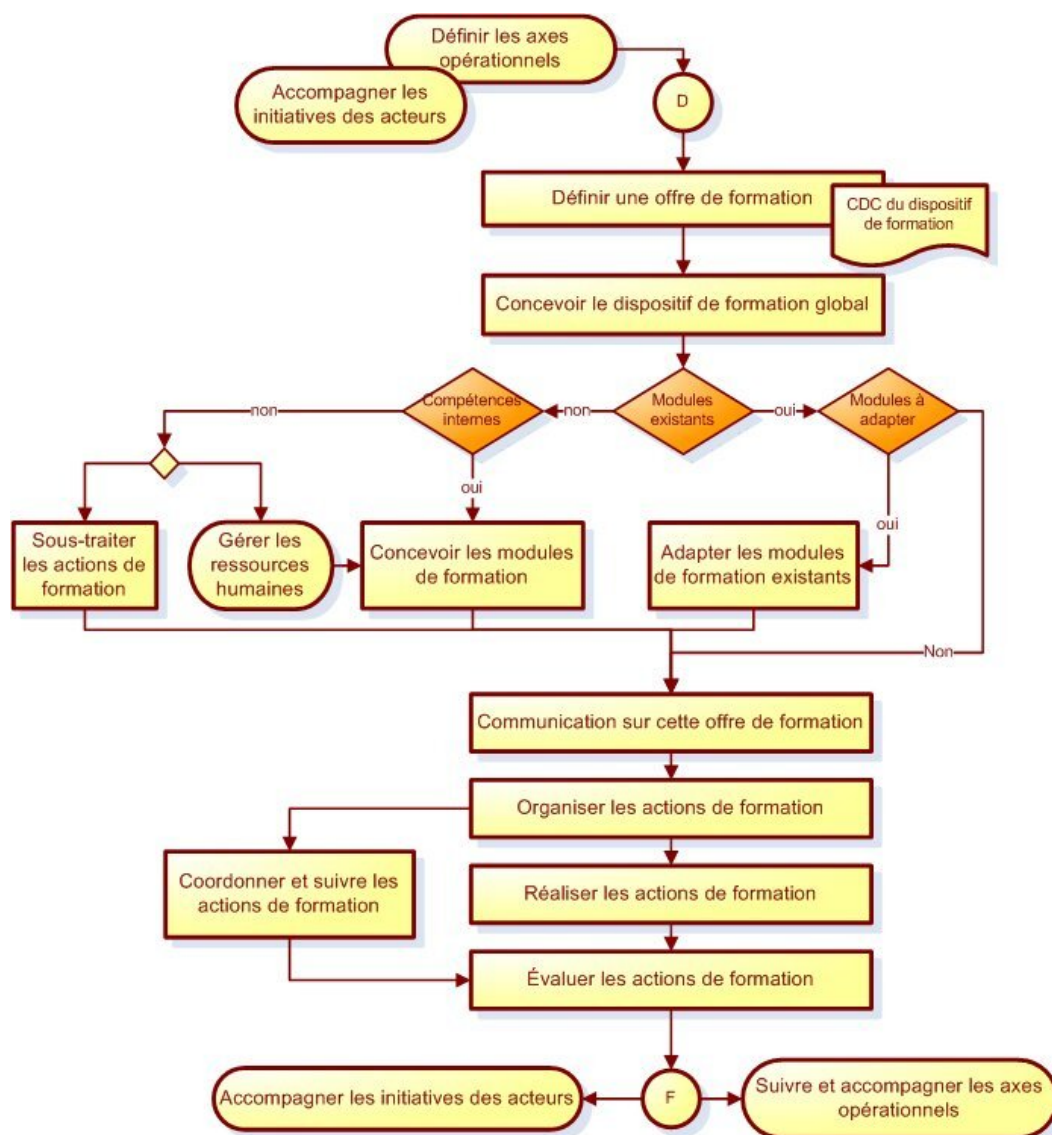 Définir les axes
opérationnels
Accompagner les
initiatives des acteurs
D
Définir une offre de formation
CDC du dispositif
de formation
Concevoir le dispositif de formation global
Compétences
internes
Modules
existants
Modules à
adapter
non
non
oui
oui
oui
Sous-traiter
les actions de
formation
Gérer les
ressources
humaines
Concevoir les modules
de formation
Adapter les modules
de formation existants
Non
Communication sur cette offre de formation
Organiser les actions de formation
Coordonner et suivre les
actions de formation
Réaliser les actions de formation
Évaluer les actions de formation
Accompagner les initiatives des acteurs
F
Suivre et accompagner les axes
opérationnels